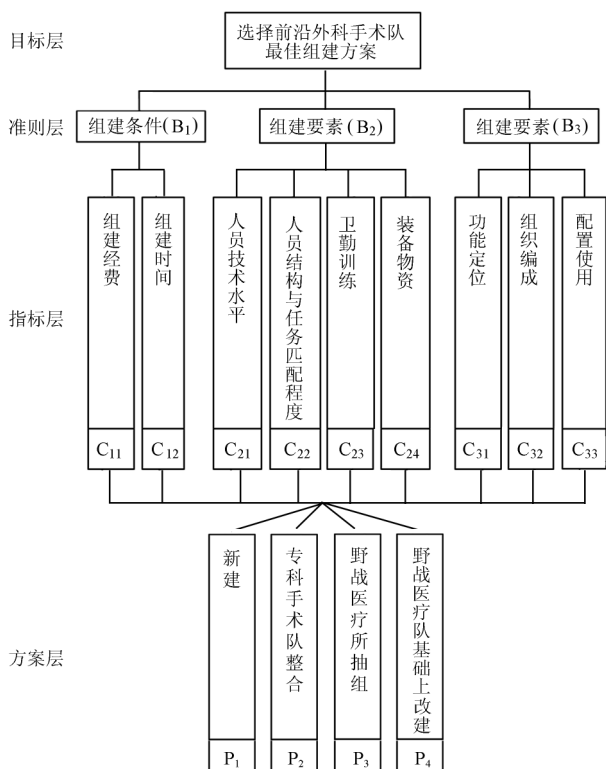 目标层
选择前沿外科手术队
最佳组建方案
准则层
组建条件(B₁)
组建要素(B₂)
组建要素(B₃)
指标层
组建经费
组建时间
人员技术水平
人员结构与任务匹配程度
卫勤训练
装备物资
功能定位
组织编成
配置使用
C₁₁
C₁₂
C₂₁
C₂₂
C₂₃
C₂₄
C₃₁
C₃₂
C₃₃
方案层
新建
专科手术队整合
野战医疗所抽组
野战医疗队基础上改建
P₁
P₂
P₃
P₄